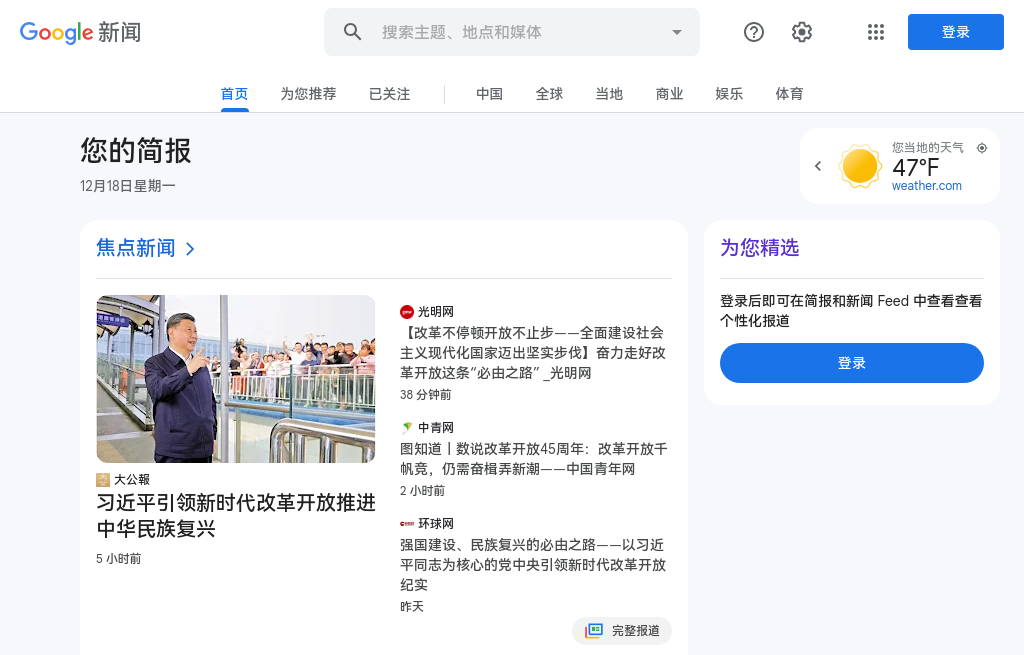 Google 新闻
搜索主题、地点和媒体
登录
首页
为您推荐
已关注
中国
全球
当地
商业
娱乐
体育
您的简报
12月18日星期一
您当地的天气
47°F
weather.com
焦点新闻
大公報
习近平引领新时代改革开放推进
中华民族复兴
5 小时前
光明网
【改革不停顿开放不止步——全面建设社会
主义现代化国家迈出坚实步伐】奋力走好改
革开放这条“必由之路” _光明网
38 分钟前
中青网
图知道丨数说改革开放45周年：改革开放千
帆竞，仍需奋楫弄新潮——中国青年网
2 小时前
环球网
强国建设、民族复兴的必由之路——以习近
平同志为核心的党中央引领新时代改革开放
纪实
昨天
完整报道
为您精选
登录后即可在简报和新闻 Feed 中查看查看
个性化报道
登录